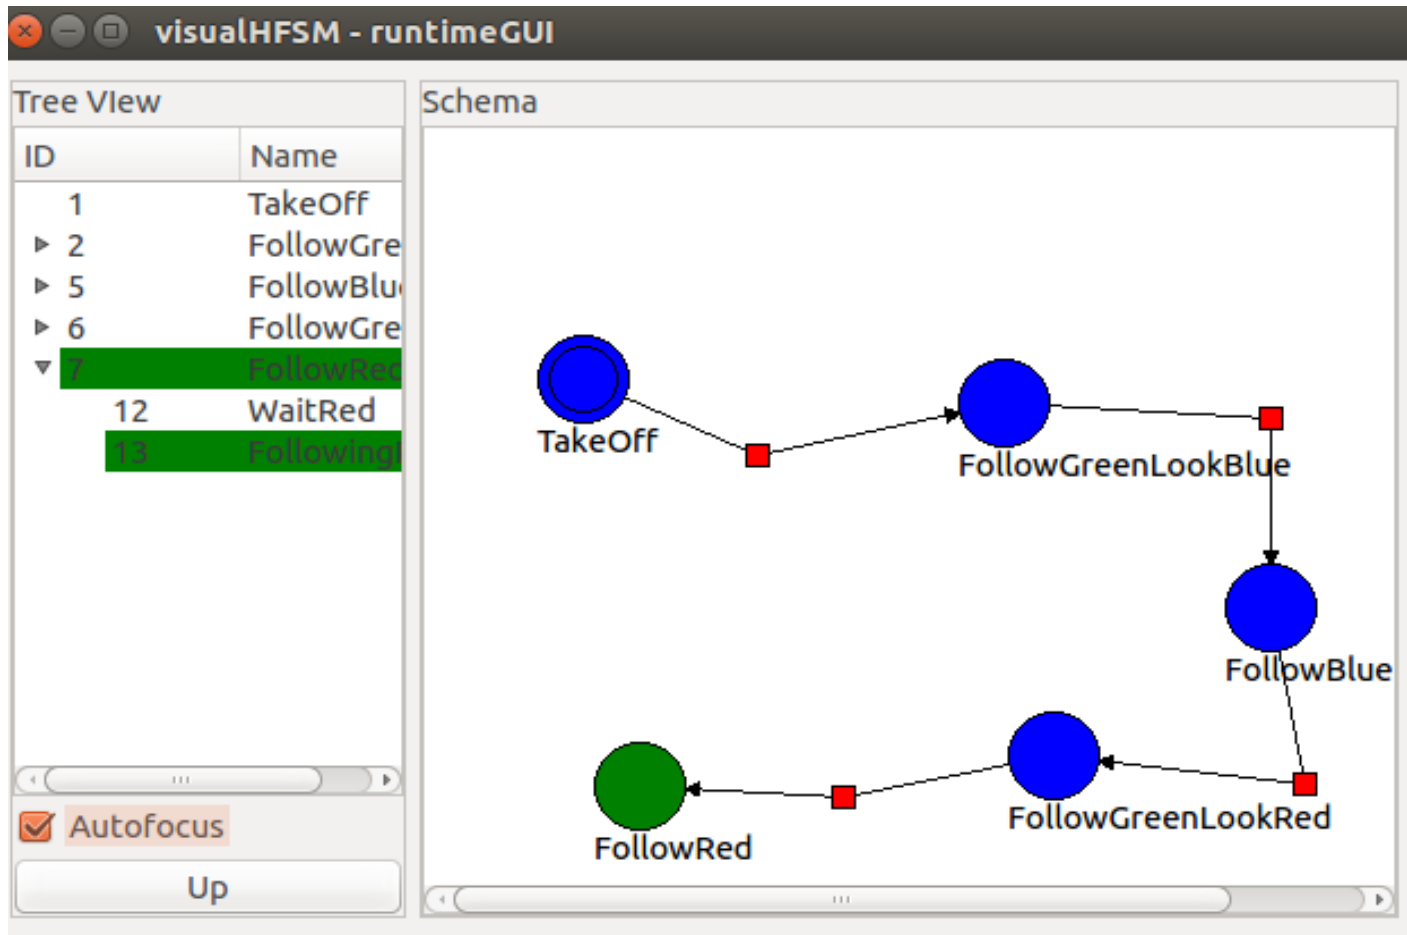 visualHFSM - runtimeGUI
Tree VIew
ID Name
1 TakeOff
2 FollowGre
5 FollowBlu
6 FollowGre
7 FollowRed
12 WaitRed
13 Following
Autofocus
Up
Schema
TakeOff
FollowGreenLookBlue
FollowBlue
FollowGreenLookRed
FollowRed